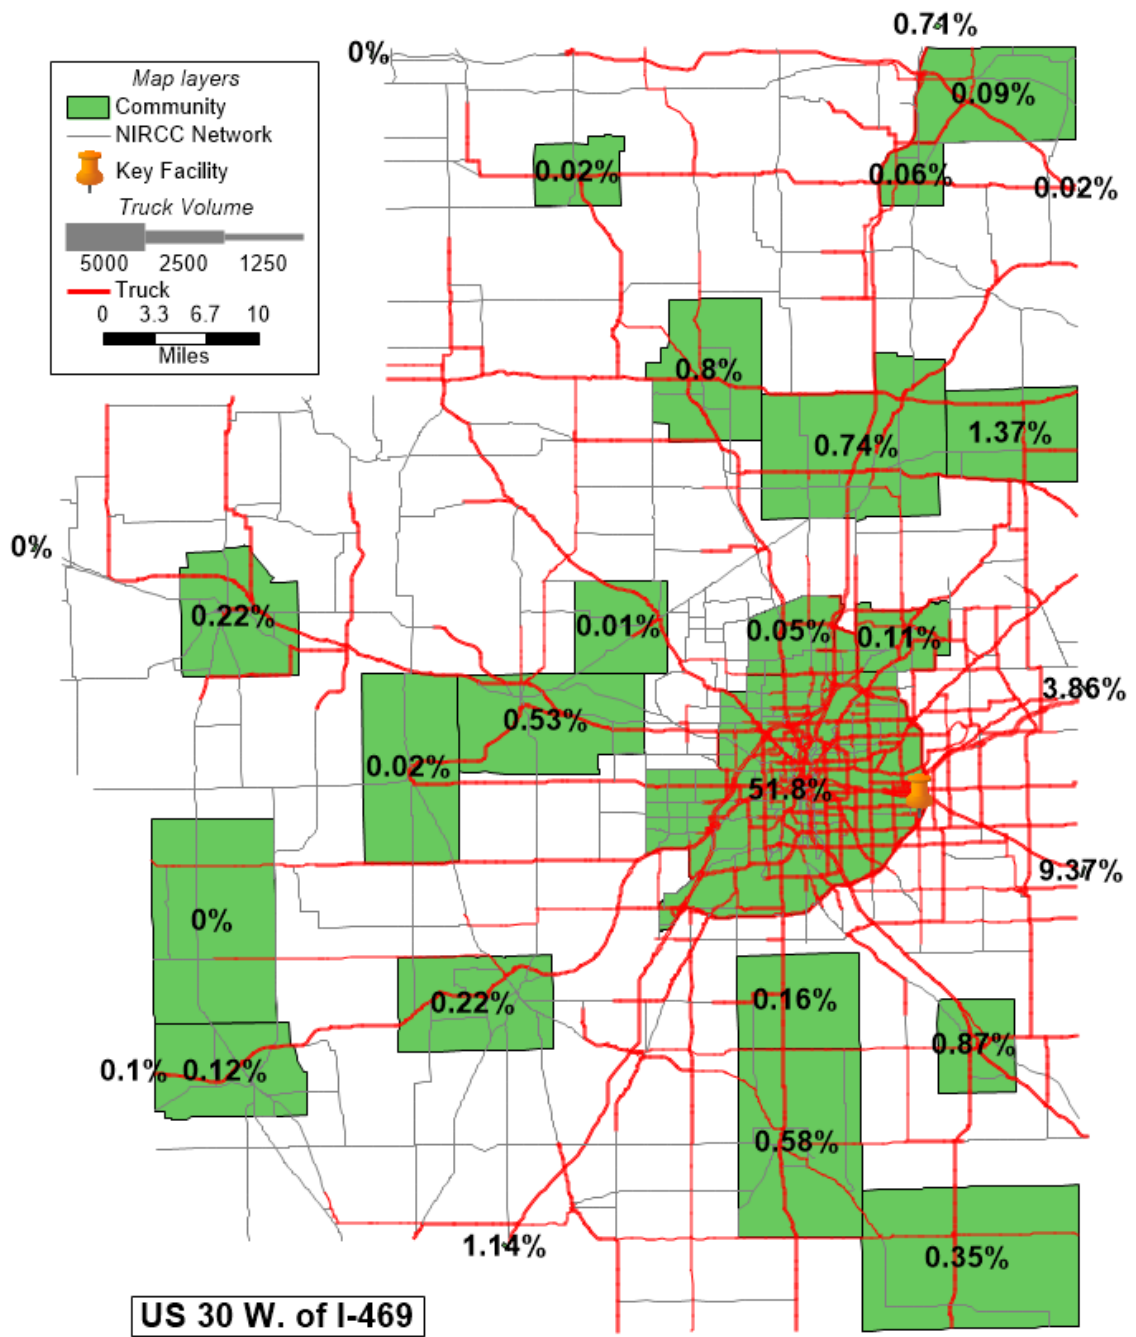 0.71%
0%
Map layers
Community
NIRCC Network
Key Facility
Truck Volume
5000 2500 1250
Truck
0 3.3 6.7 10
Miles
0.09%
0.02%
0.06%
0.02%
0.8%
0.74%
1.37%
0%
0.22%
0.01%
0.05%
0.11%
3.86%
0.53%
0.02%
51.8%
9.37%
0%
0.22%
0.16%
0.87%
0.1%
0.12%
0.58%
1.14%
0.35%
US 30 W. of I-469